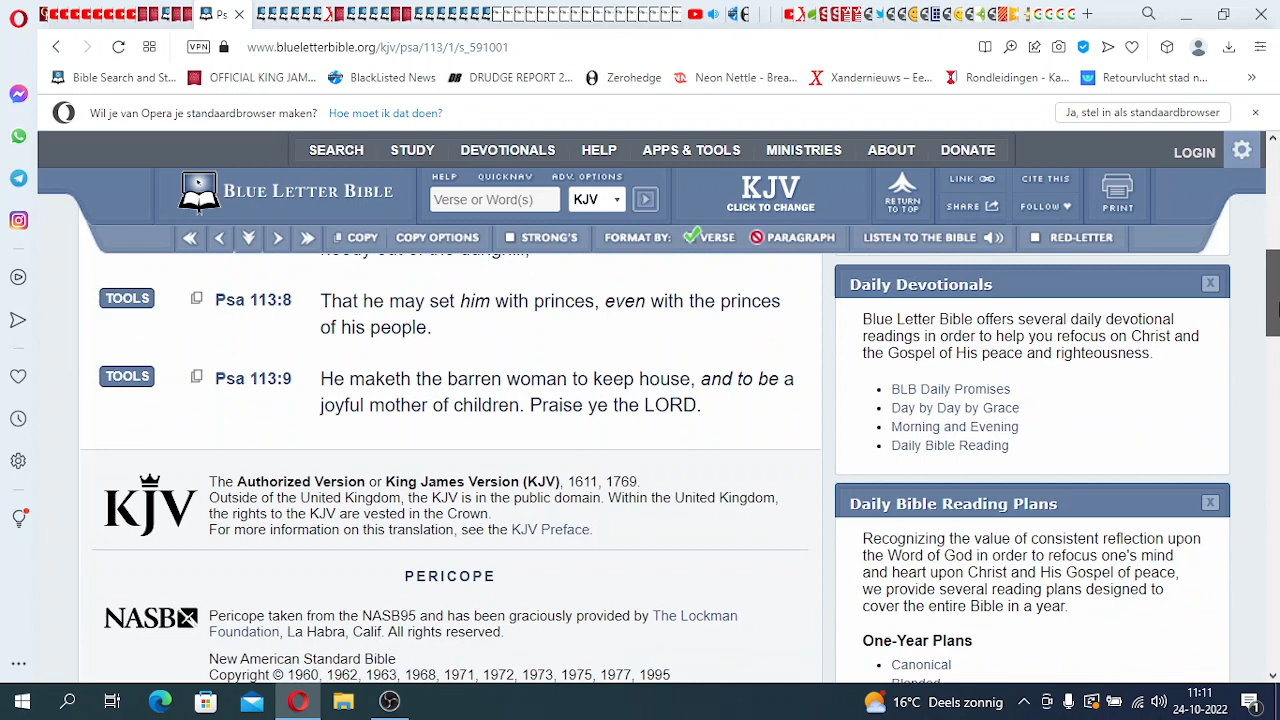 Ps
www.blueletterbible.org/kjv/psa/113/1/s_591001
VPN
Bible Search and St...
OFFICIAL KING JAM...
BlackListed News
DRUDGE REPORT 2...
Zerohedge
Neon Nettle - Brea...
Xandernieuws – Ee...
Rondleidingen - Ka...
Retourvlucht stad n...
Wil je van Opera je standaardbrowser maken?
Hoe moet ik dat doen?
Ja, stel in als standaardbrowser
SEARCH
STUDY
DEVOTIONALS
HELP
APPS & TOOLS
MINISTRIES
ABOUT
DONATE
LOGIN
BLUE LETTER BIBLE
HELP
QUICKNAV
ADV. OPTIONS
Verse or Word(s)
KJV
KJV
CLICK TO CHANGE
RETURN
TO TOP
LINK
CITE THIS
SHARE
FOLLOW
PRINT
COPY
COPY OPTIONS
STRONG'S
FORMAT BY:
VERSE
PARAGRAPH
LISTEN TO THE BIBLE
RED-LETTER
TOOLS
Psa 113:8
That he may set him with princes, even with the princes
of his people.
TOOLS
Psa 113:9
He maketh the barren woman to keep house, and to be a
joyful mother of children. Praise ye the LORD.
KJV
The Authorized Version or King James Version (KJV), 1611, 1769.
Outside of the United Kingdom, the KJV is in the public domain. Within the United Kingdom,
the rights to the KJV are vested in the Crown.
For more information on this translation, see the KJV Preface.
PERICOPE
NASB
Pericope taken from the NASB95 and has been graciously provided by The Lockman
Foundation, La Habra, Calif. All rights reserved.
New American Standard Bible
Copyright © 1960, 1962, 1963, 1968, 1971, 1972, 1973, 1975, 1977, 1995
Daily Devotionals
X
Blue Letter Bible offers several daily devotional
readings in order to help you refocus on Christ and
the Gospel of His peace and righteousness.
BLB Daily Promises
Day by Day by Grace
Morning and Evening
Daily Bible Reading
Daily Bible Reading Plans
X
Recognizing the value of consistent reflection upon
the Word of God in order to refocus one's mind
and heart upon Christ and His Gospel of peace,
we provide several reading plans designed to
cover the entire Bible in a year.
One-Year Plans
Canonical
16°C Deels zonnig
11:11
24-10-2022
1